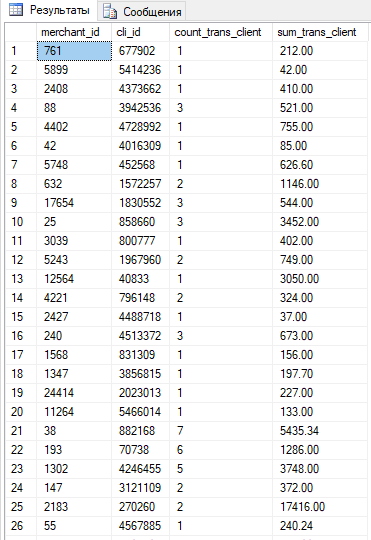 Результаты Сообщения
merchant_id cli_id count_trans_client sum_trans_client
1 761 677902 1 212.00
2 5899 5414236 1 42.00
3 2408 4373662 1 410.00
4 88 3942536 3 521.00
5 4402 4728992 1 755.00
6 42 4016309 1 85.00
7 5748 452568 1 626.60
8 632 1572257 2 1146.00
9 17654 1830552 3 544.00
10 25 858660 3 3452.00
11 3039 800777 1 402.00
12 5243 1967960 2 749.00
13 12564 40833 1 3050.00
14 4221 796148 2 324.00
15 2427 4488718 1 37.00
16 240 4513372 3 673.00
17 1568 831309 1 156.00
18 1347 3856815 1 197.70
19 24414 2023013 1 227.00
20 11264 5466014 1 133.00
21 38 882168 7 5435.34
22 193 70738 6 1286.00
23 1302 4246455 5 3748.00
24 147 3121109 2 372.00
25 2183 270260 2 17416.00
26 55 4567885 1 240.24